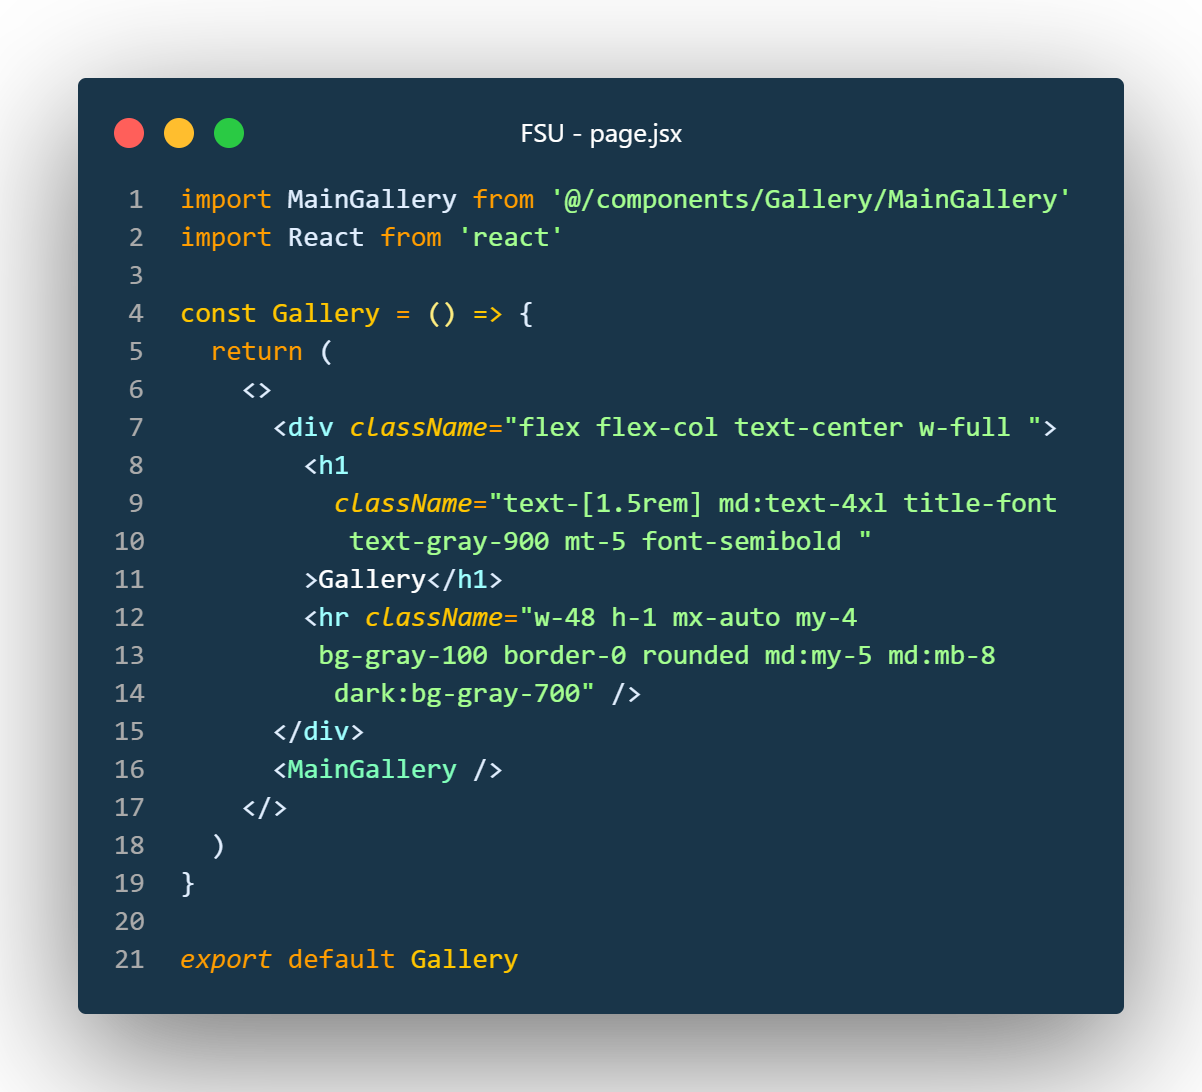 FSU - page.jsx
1 import MainGallery from '@/components/Gallery/MainGallery'
2 import React from 'react'
3
4 const Gallery = () => {
5   return (
6     <>
7       <div className="flex flex-col text-center w-full ">
8         <h1
9           className="text-[1.5rem] md:text-4xl title-font
10            text-gray-900 mt-5 font-semibold "
11         >Gallery</h1>
12         <hr className="w-48 h-1 mx-auto my-4
13          bg-gray-100 border-0 rounded md:my-5 md:mb-8
14           dark:bg-gray-700" />
15       </div>
16       <MainGallery />
17     </>
18   )
19 }
20
21 export default Gallery